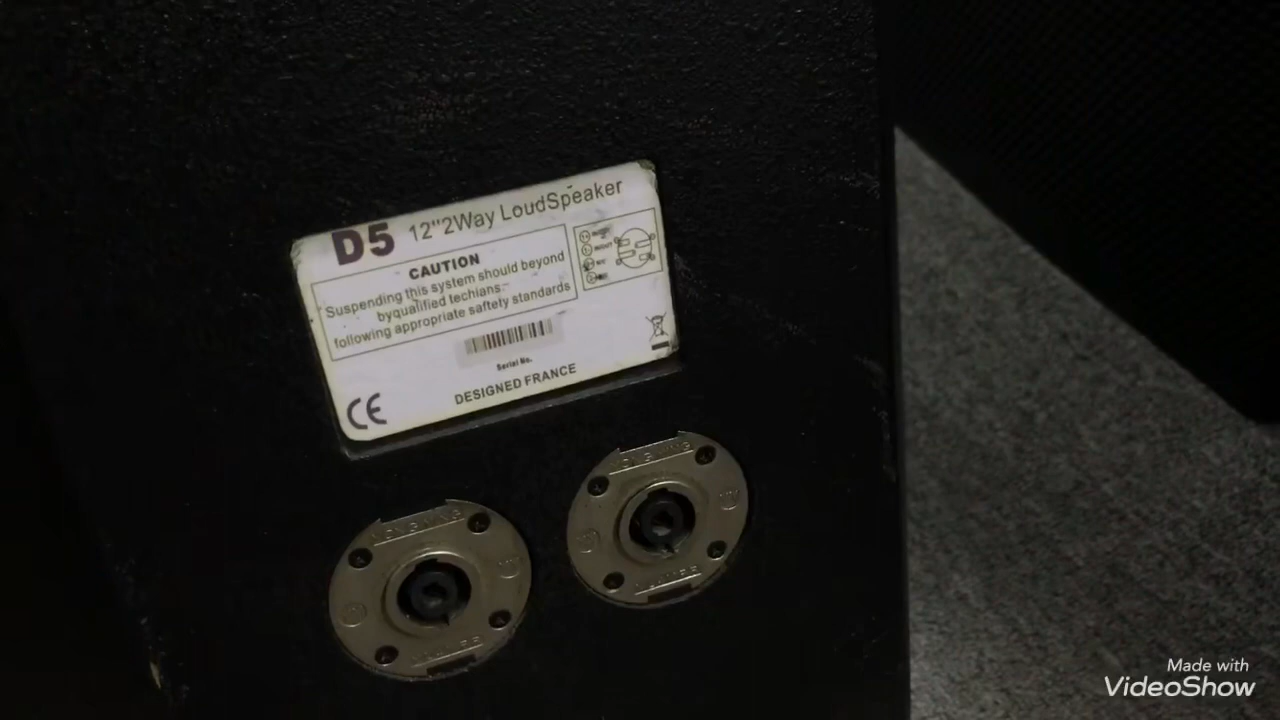 D5 12"2Way LoudSpeaker
CAUTION
Suspending this system should beyond
byqualified techians.
following appropriate saftety standards
Serial No.
DESIGNED FRANCE
CE
Made with
VideoShow